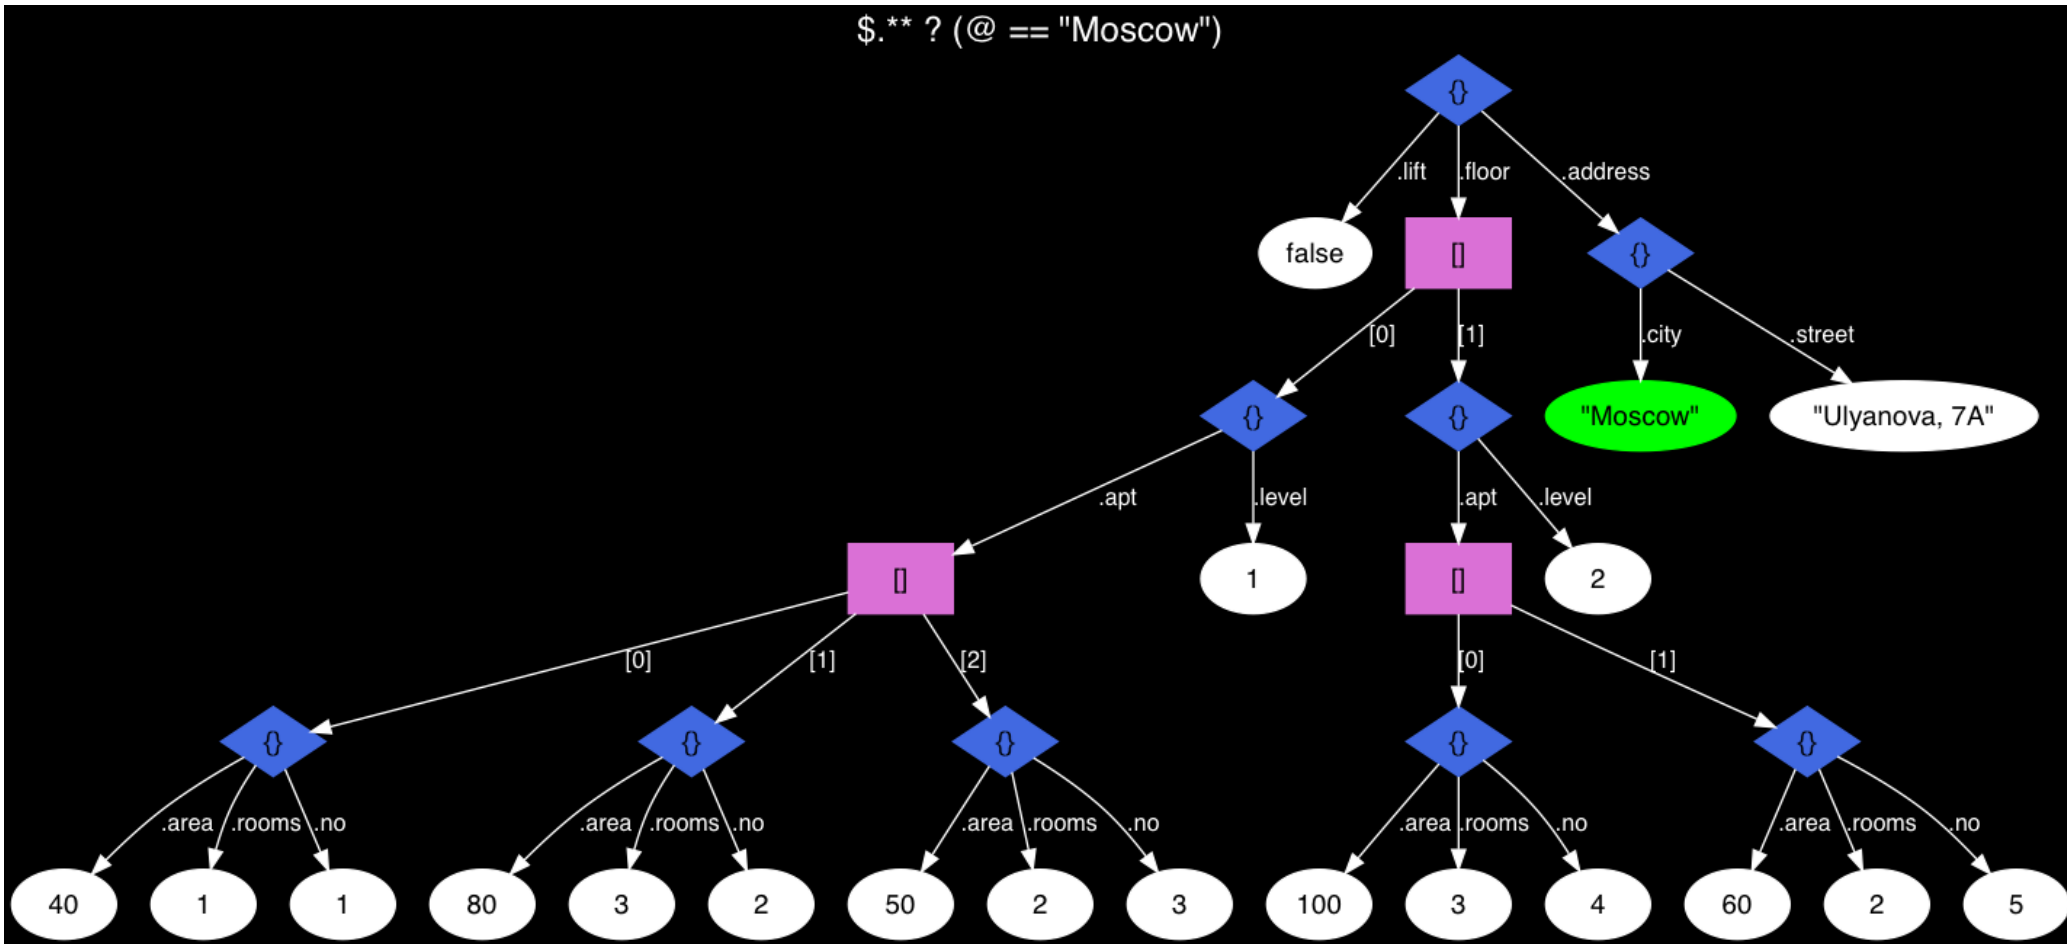 $.** ? (@ == "Moscow")
{}
.lift .floor .address
false [] {}
[0] [1] .city .street
{} {} "Moscow" "Ulyanova, 7A"
.apt .level .apt .level
[] 1 [] 2
[0] [1] [2] [0] [1]
{} {} {} {} {}
.area .rooms .no .area .rooms .no .area .rooms .no .area .rooms .no .area .rooms .no
40 1 1 80 3 2 50 2 3 100 3 4 60 2 5